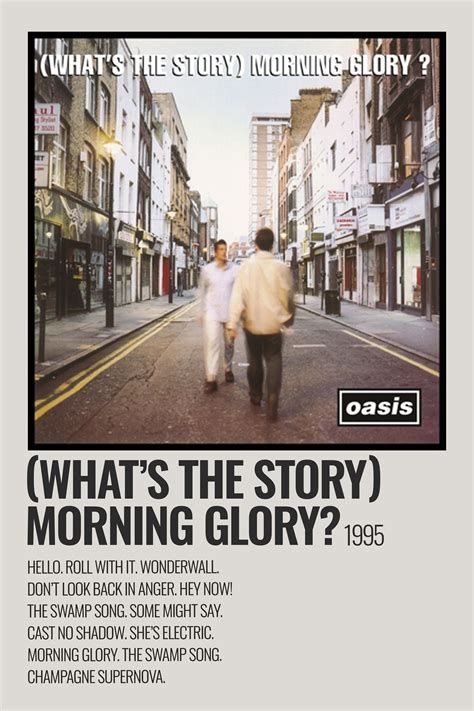 (WHAT'S THE STORY) MORNING GLORY ?
oasis
(WHAT'S THE STORY)
MORNING GLORY? 1995
HELLO. ROLL WITH IT. WONDERWALL.
DON'T LOOK BACK IN ANGER. HEY NOW!
THE SWAMP SONG. SOME MIGHT SAY.
CAST NO SHADOW. SHE'S ELECTRIC.
MORNING GLORY. THE SWAMP SONG.
CHAMPAGNE SUPERNOVA.